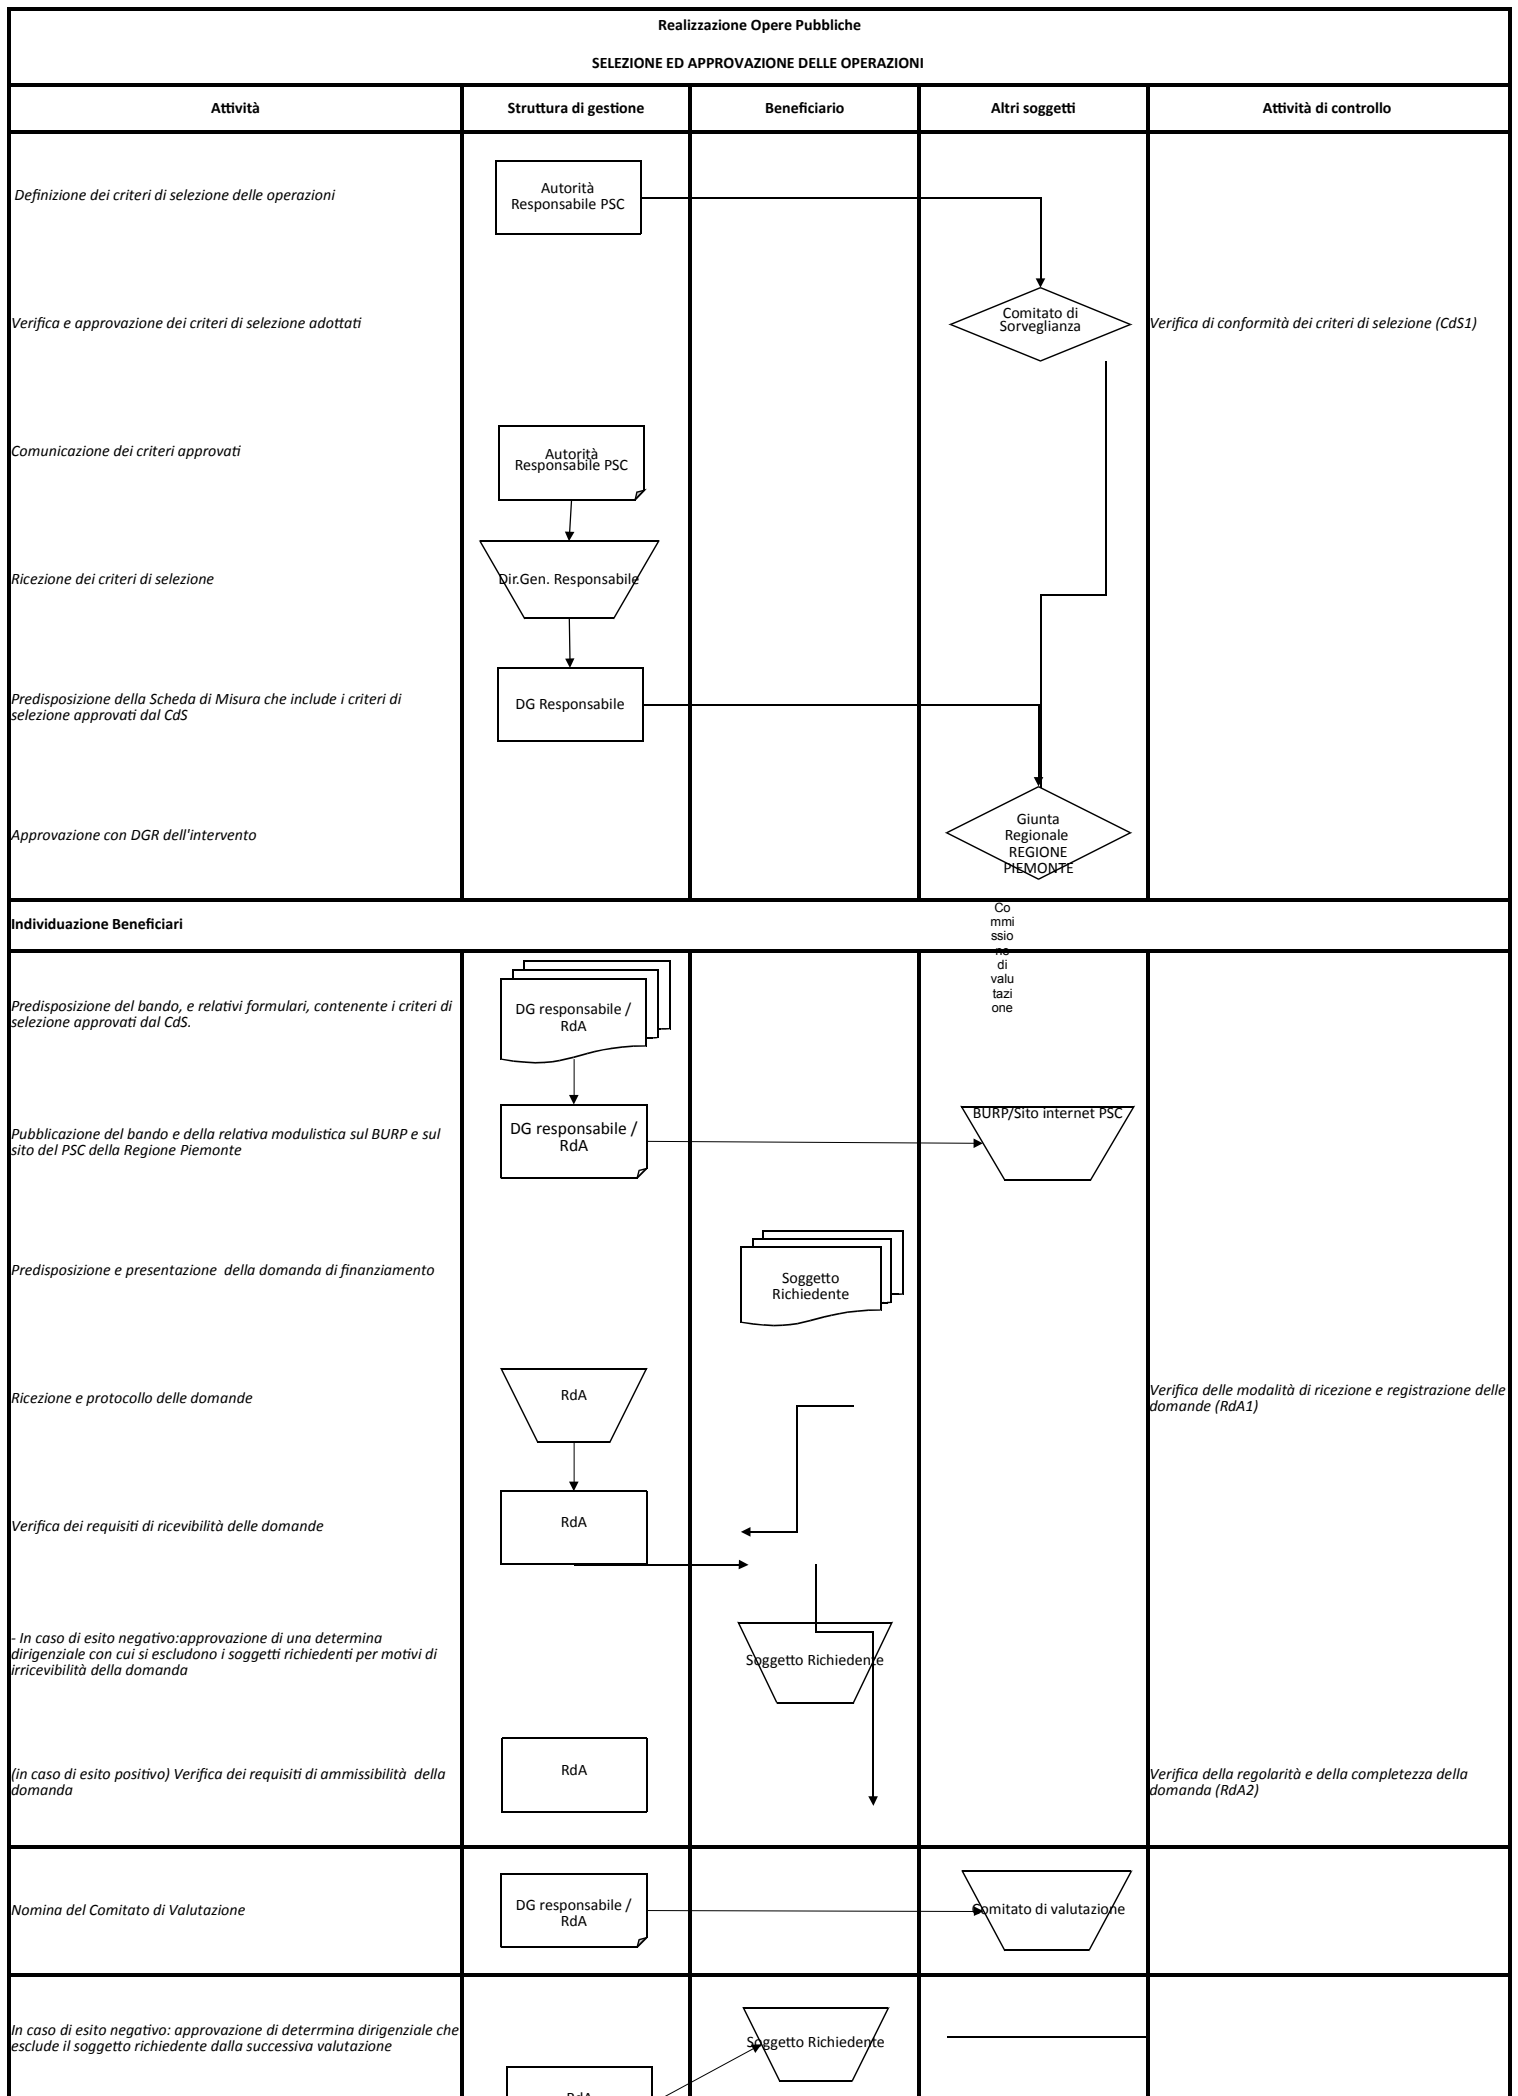 Realizzazione Opere Pubbliche
SELEZIONE ED APPROVAZIONE DELLE OPERAZIONI
Attività
Struttura di gestione
Beneficiario
Altri soggetti
Attività di controllo
Definizione dei criteri di selezione delle operazioni
Autorità
Responsabile PSC
Verifica e approvazione dei criteri di selezione adottati
Comitato di
Sorveglianza
Verifica di conformità dei criteri di selezione (CdS1)
Comunicazione dei criteri approvati
Autorità
Responsabile PSC
Ricezione dei criteri di selezione
Dir.Gen. Responsabile
Predisposizione della Scheda di Misura che include i criteri di
selezione approvati dal CdS
DG Responsabile
Approvazione con DGR dell'intervento
Giunta
Regionale
REGIONE
PIEMONTE
Individuazione Beneficiari
Co
mmi
ssio
ne
di
valu
tazi
one
Predisposizione del bando, e relativi formulari, contenente i criteri di
selezione approvati dal CdS.
DG responsabile /
RdA
Pubblicazione del bando e della relativa modulistica sul BURP e sul
sito del PSC della Regione Piemonte
DG responsabile /
RdA
BURP/Sito internet PSC
Predisposizione e presentazione  della domanda di finanziamento
Soggetto
Richiedente
Ricezione e protocollo delle domande
RdA
Verifica delle modalità di ricezione e registrazione delle
domande (RdA1)
Verifica dei requisiti di ricevibilità delle domande
RdA
- In caso di esito negativo:approvazione di una determina
dirigenziale con cui si escludono i soggetti richiedenti per motivi di
irricevibilità della domanda
Soggetto Richiedente
(in caso di esito positivo) Verifica dei requisiti di ammissibilità  della
domanda
RdA
Verifica della regolarità e della completezza della
domanda (RdA2)
Nomina del Comitato di Valutazione
DG responsabile /
RdA
Comitato di valutazione
In caso di esito negativo: approvazione di deterrmina dirigenziale che
esclude il soggetto richiedente dalla successiva valutazione
Soggetto Richiedente
RdA